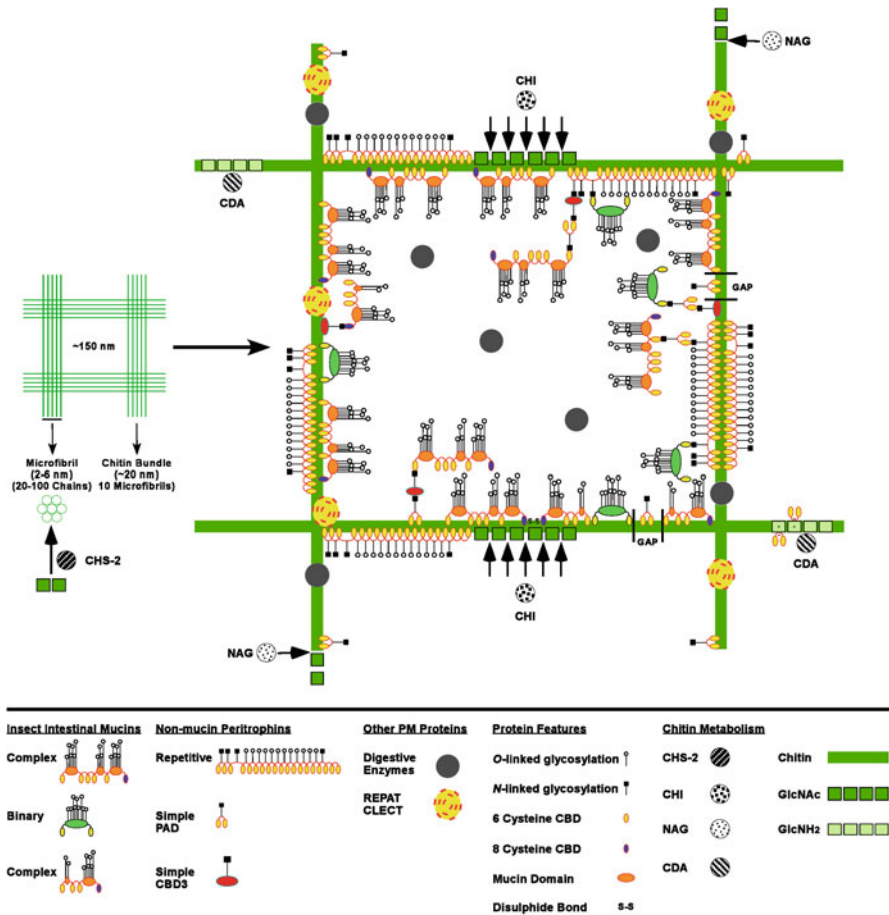 NAG
CHI
CDA
GAP
~150 nm
Microfibril
(2-6 nm)
(20-100 Chains)
Chitin Bundle
(~20 nm)
10 Microfibrils)
CHS-2
S-S
GAP
CDA
CHI
NAG
Insect Intestinal Mucins
Complex
Binary
Complex
Non-mucin Peritrophins
Repetitive
Simple
PAD
Simple
CBD3
Other PM Proteins
Digestive
Enzymes
REPAT
CLECT
Protein Features
O-linked glycosylation
N-linked glycosylation
6 Cysteine CBD
8 Cysteine CBD
Mucin Domain
Disulphide Bond S-S
Chitin Metabolism
CHS-2
CHI
NAG
CDA
Chitin
GlcNAc
GlcNH2